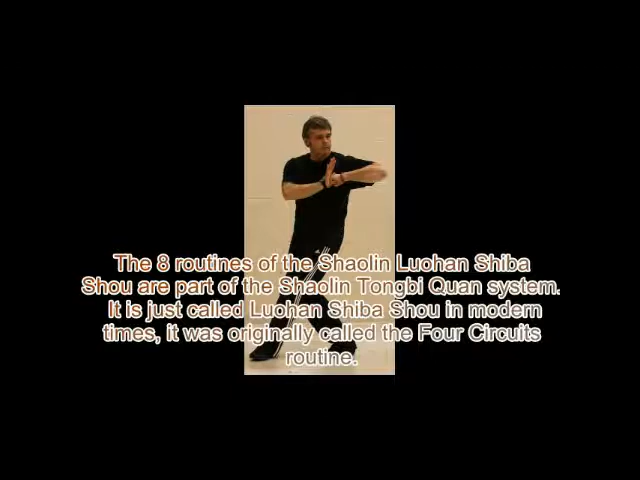 The 8 routines of the Shaolin Luohan Shiba
Shou are part of the Shaolin Tongbi Quan system.
It is just called Luohan Shiba Shou in modern
times, it was originally called the Four Circuits
routine.